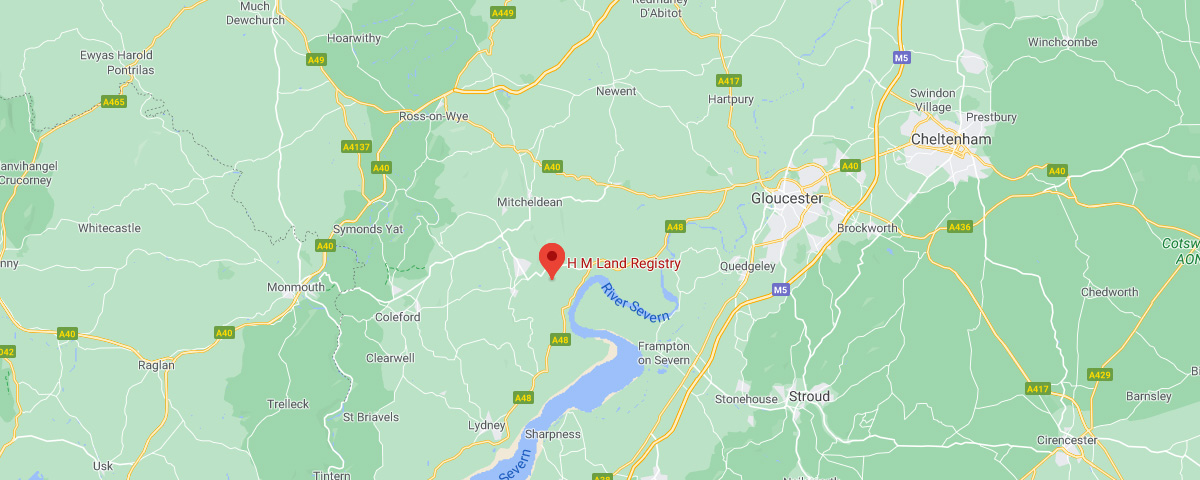 Much
Dewchurch
A449
Redmarley
D'Abitot
Hoarwithy
Winchcombe
Ewyas Harold
Pontrilas
A49
M5
A417
Newent
Hartpury
Swindon
Village
A465
Ross-on-Wye
Prestbury
Cheltenham
A4137
A40
A40
A40
A40
anvihangel
Crucorney
Mitcheldean
Gloucester
Whitecastle
Symonds Yat
A48
Brockworth
A436
A40
Cotsw
AON
nny
H M Land Registry
Quedgeley
Monmouth
M5
River Severn
Chedworth
Coleford
A40
A40
A48
Frampton
on Severn
042
Raglan
Clearwell
A429
A417
Bi
Barnsley
Trelleck
A48
Stonehouse
Stroud
St Briavels
Lydney
Sharpness
Cirencester
Usk
Severn
Tintern
A38